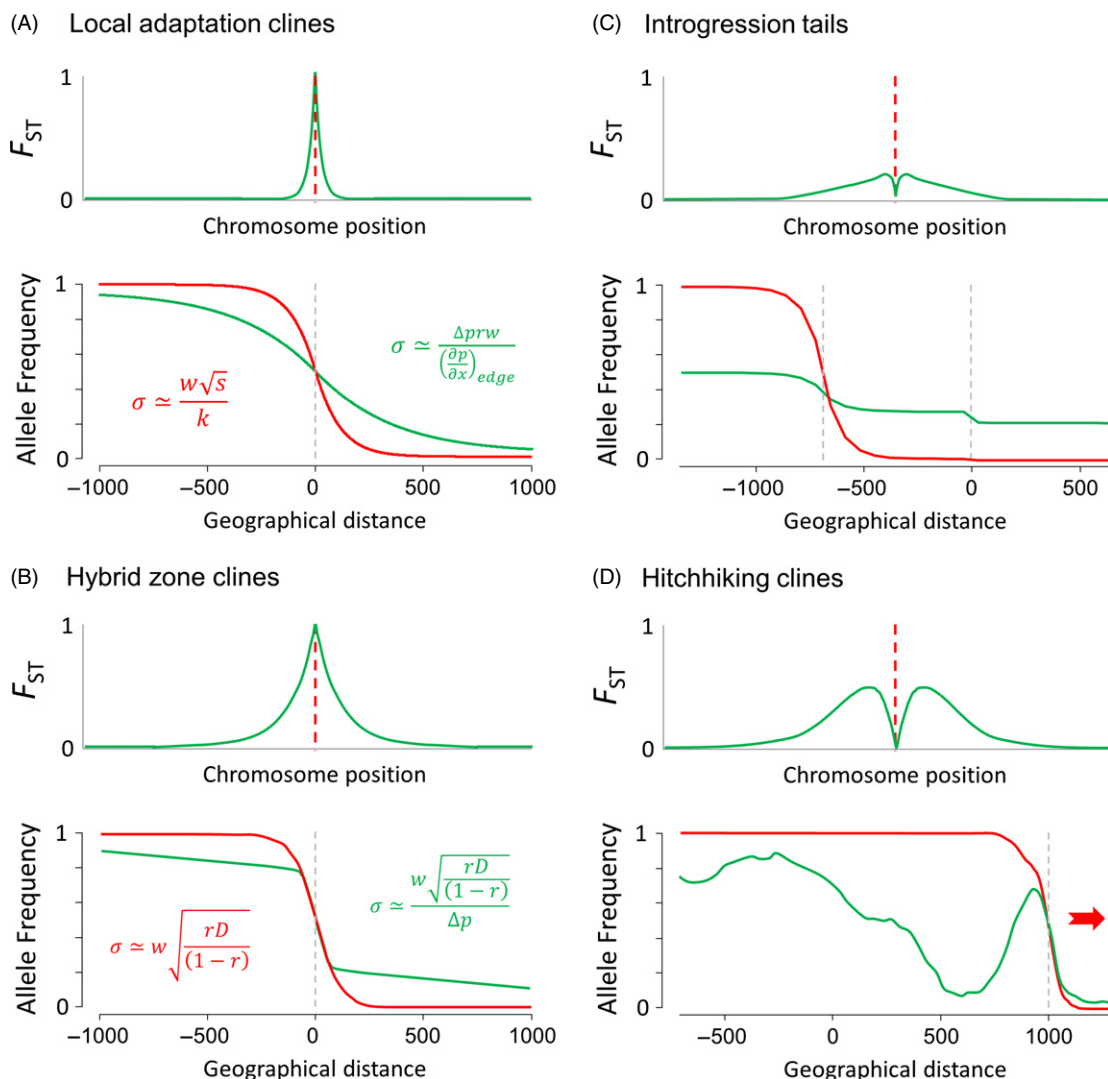 (A) Local adaptation clines
1
F_ST
0
Chromosome position
1
Allele Frequency
0
σ ≃ w√s / k
σ ≃ Δprw / (∂p/∂x)_edge
−1000 −500 0 500 1000
Geographical distance
(B) Hybrid zone clines
1
F_ST
0
Chromosome position
1
Allele Frequency
0
σ ≃ w√(rD/(1 − r))
σ ≃ w√(rD/(1 − r)) / Δp
−1000 −500 0 500 1000
Geographical distance
(C) Introgression tails
1
F_ST
0
Chromosome position
1
Allele Frequency
0
−1000 −500 0 500
Geographical distance
(D) Hitchhiking clines
1
F_ST
0
Chromosome position
1
Allele Frequency
0
−500 0 500 1000
Geographical distance